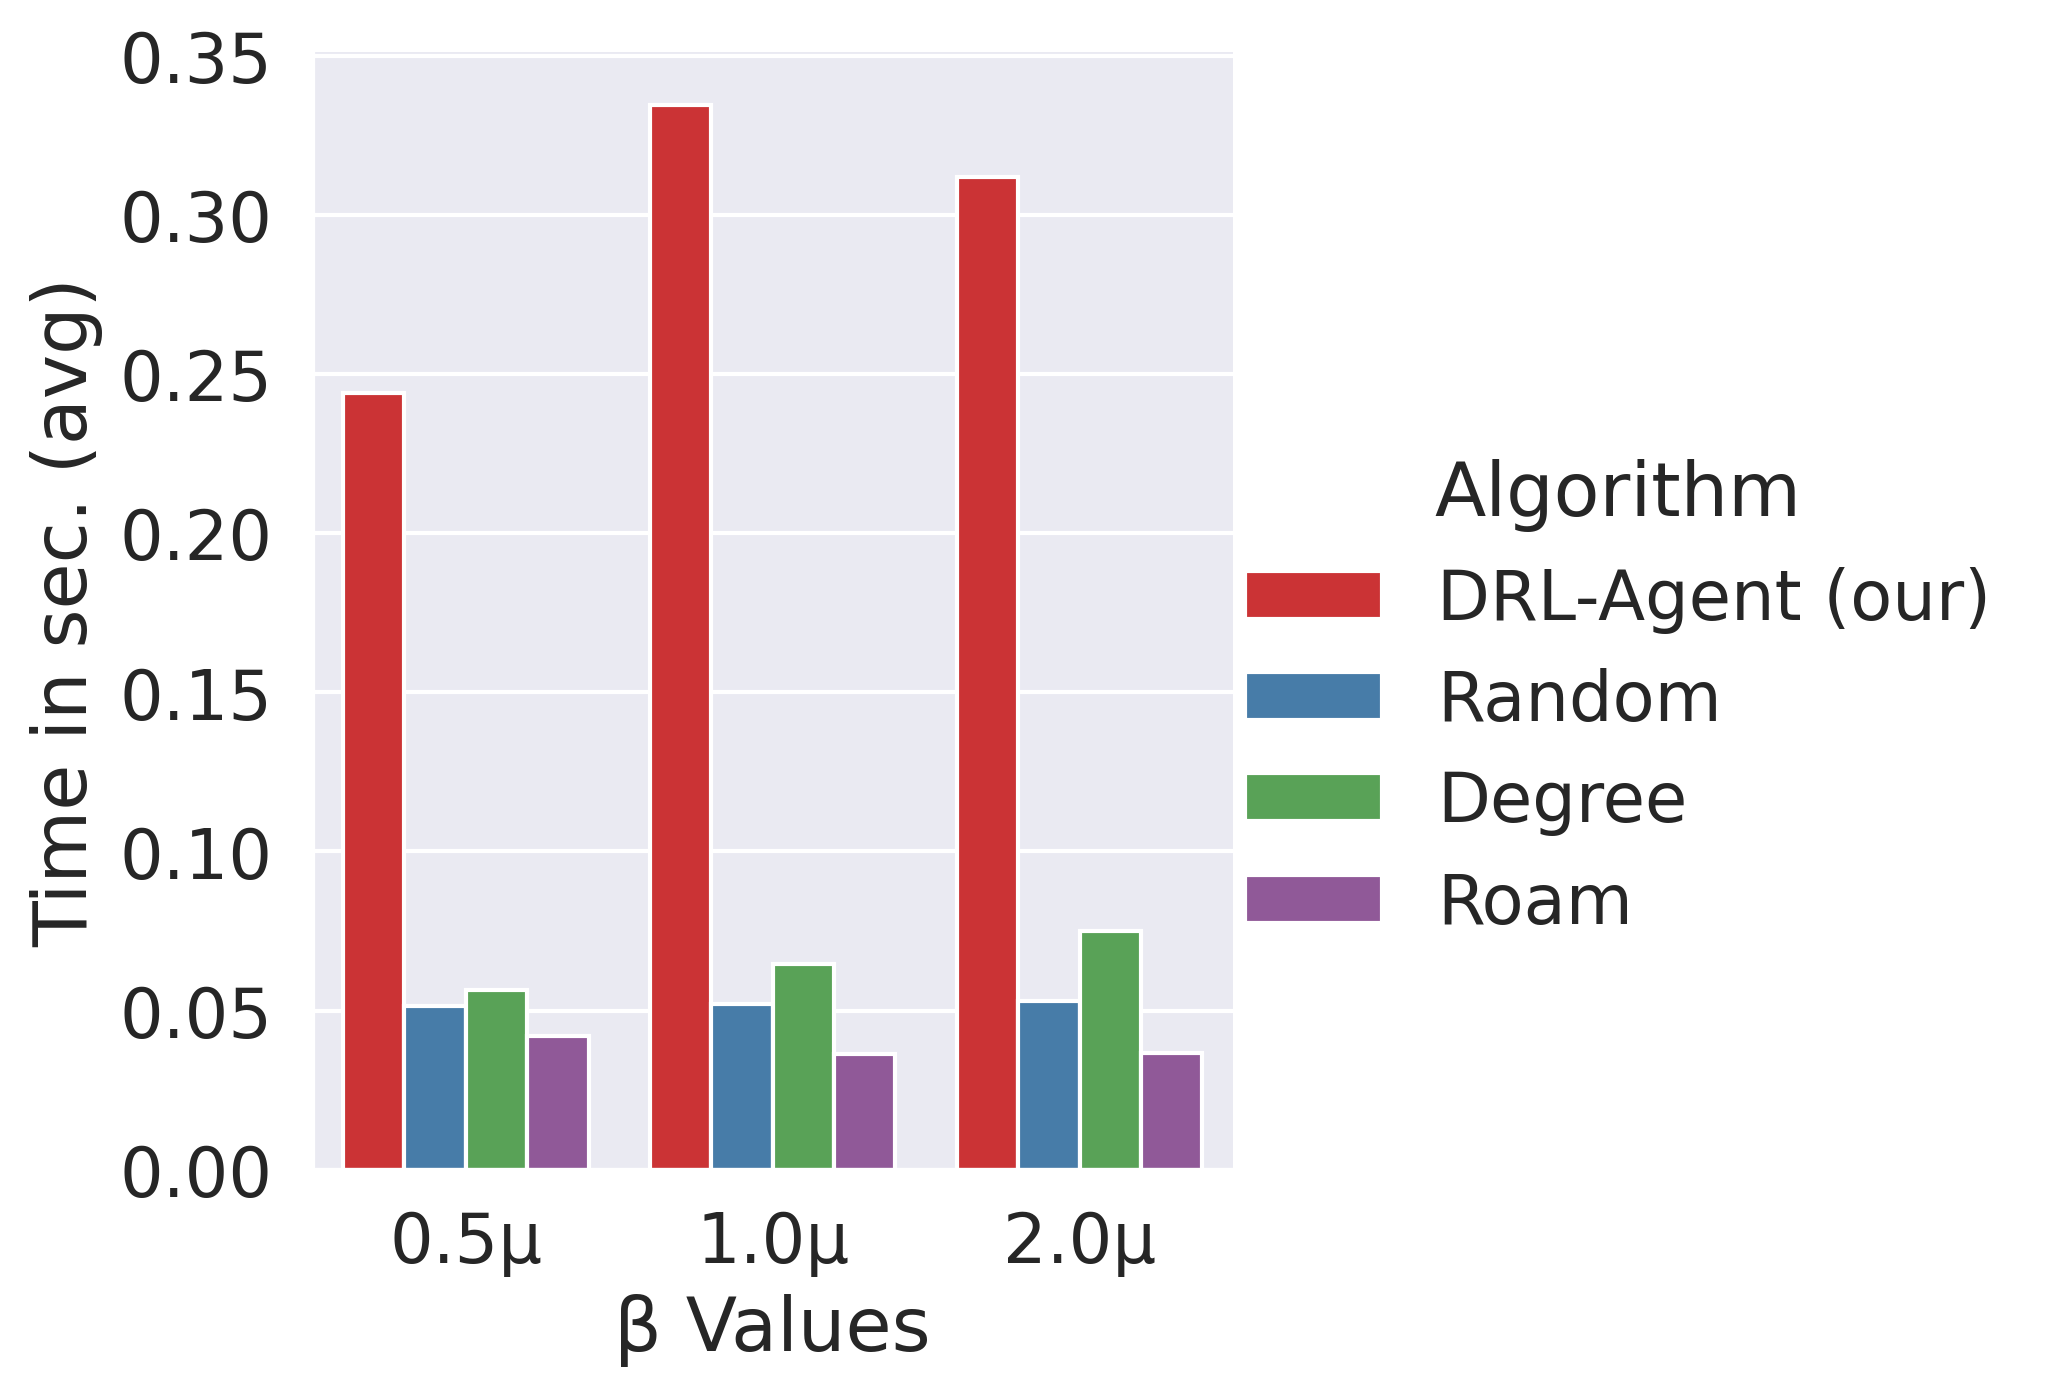 0.35
0.30
0.25
0.20
0.15
0.10
0.05
0.00
Time in sec. (avg)
0.5μ 1.0μ 2.0μ
β Values
Algorithm
DRL-Agent (our)
Random
Degree
Roam